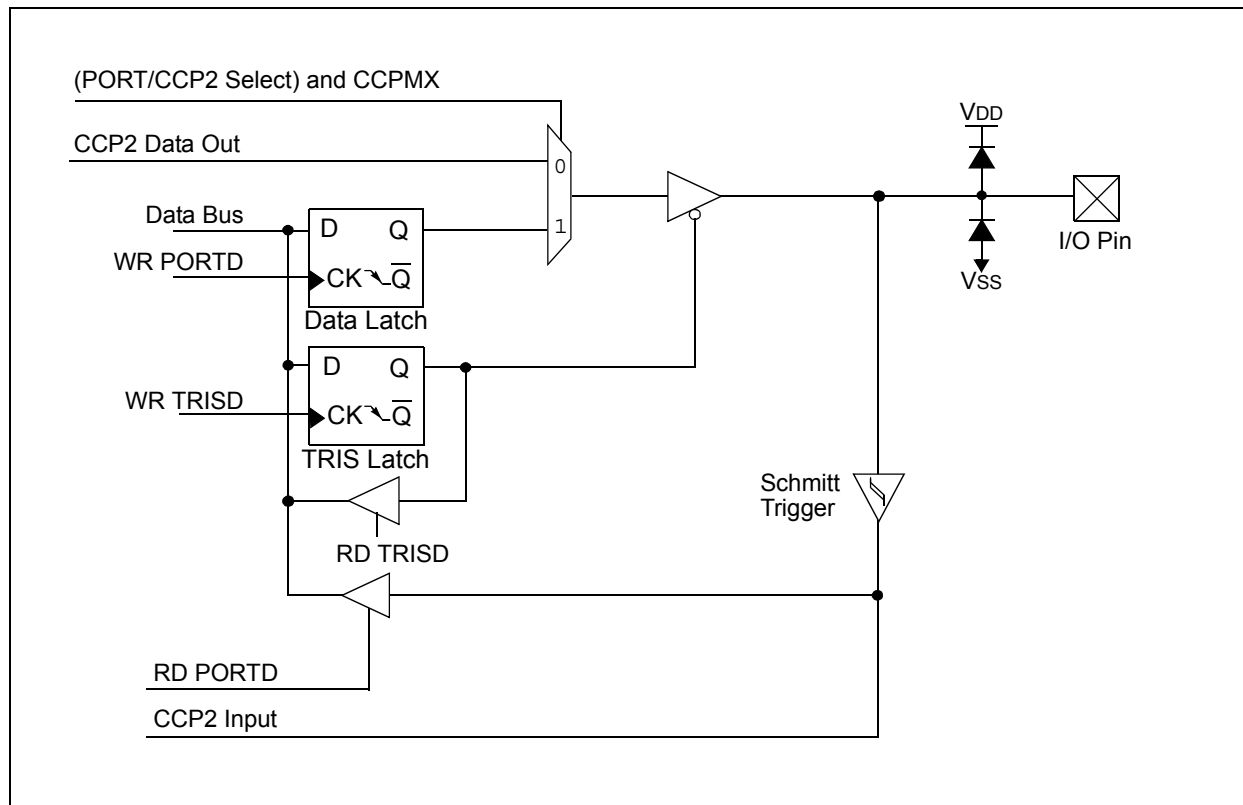 (PORT/CCP2 Select) and CCPMX
CCP2 Data Out
0
1
VDD
VSS
I/O Pin
Data Bus
D
Q
WR PORTD
CK
Q̅
Data Latch
D
Q
WR TRISD
CK
Q̅
TRIS Latch
Schmitt
Trigger
RD TRISD
RD PORTD
CCP2 Input